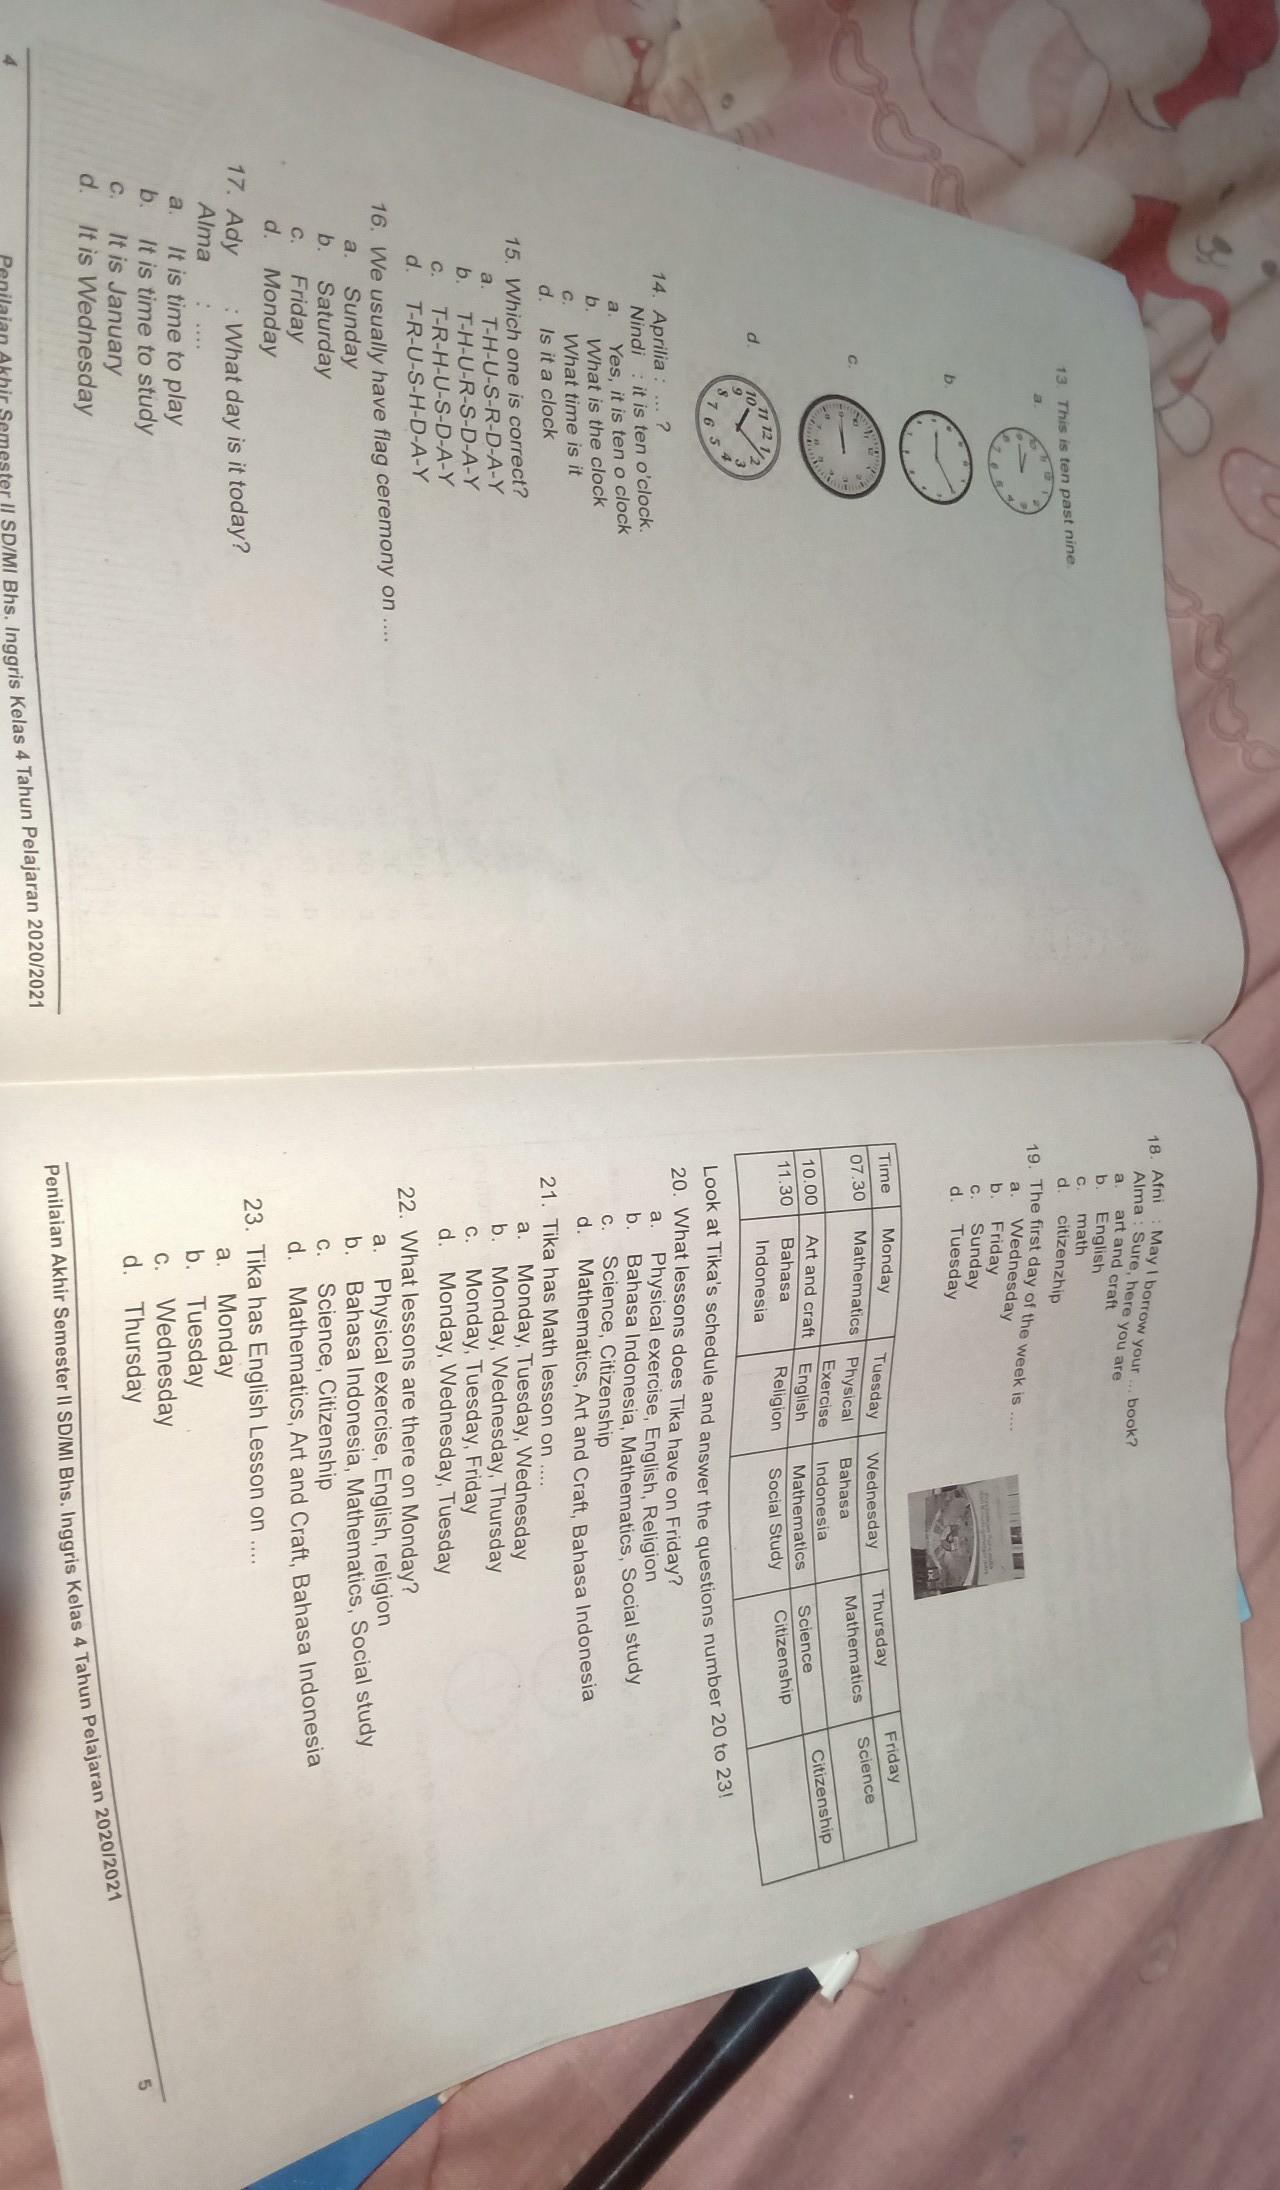 13. This is ten past nine.
a.
b.
c.
d.
14. Aprilia : ... ?
Nindi : it is ten o'clock.
a. Yes, it is ten o clock
b. What is the clock
c. What time is it
d. Is it a clock
15. Which one is correct?
a. T-H-U-S-R-D-A-Y
b. T-H-U-R-S-D-A-Y
c. T-R-H-U-S-D-A-Y
d. T-R-U-S-H-D-A-Y
16. We usually have flag ceremony on ....
a. Sunday
b. Saturday
c. Friday
d. Monday
17. Ady : What day is it today?
Alma : ....
a. It is time to play
b. It is time to study
c. It is January
d. It is Wednesday
4
Penilaian Akhir Semester II SD/MI Bhs. Inggris Kelas 4 Tahun Pelajaran 2020/2021
18. Afni : May I borrow your ... book?
Alma : Sure, here you are
a. art and craft
b. English
c. math
d. citizenzhip
19. The first day of the week is ....
a. Wednesday
b. Friday
c. Sunday
d. Tuesday
Time Monday Tuesday Wednesday Thursday Friday
07.30 Mathematics Physical Bahasa Mathematics Science
Exercise Indonesia
10.00 Art and craft English Mathematics Science Citizenship
11.30 Bahasa Religion Social Study Citizenship
Indonesia
Look at Tika's schedule and answer the questions number 20 to 23!
20. What lessons does Tika have on Friday?
a. Physical exercise, English, Religion
b. Bahasa Indonesia, Mathematics, Social study
c. Science, Citizenship
d. Mathematics, Art and Craft, Bahasa Indonesia
21. Tika has Math lesson on ....
a. Monday, Tuesday, Wednesday
b. Monday, Wednesday, Thursday
c. Monday, Tuesday, Friday
d. Monday, Wednesday, Tuesday
22. What lessons are there on Monday?
a. Physical exercise, English, religion
b. Bahasa Indonesia, Mathematics, Social study
c. Science, Citizenship
d. Mathematics, Art and Craft, Bahasa Indonesia
23. Tika has English Lesson on ....
a. Monday
b. Tuesday
c. Wednesday
d. Thursday
Penilaian Akhir Semester II SD/MI Bhs. Inggris Kelas 4 Tahun Pelajaran 2020/2021
5